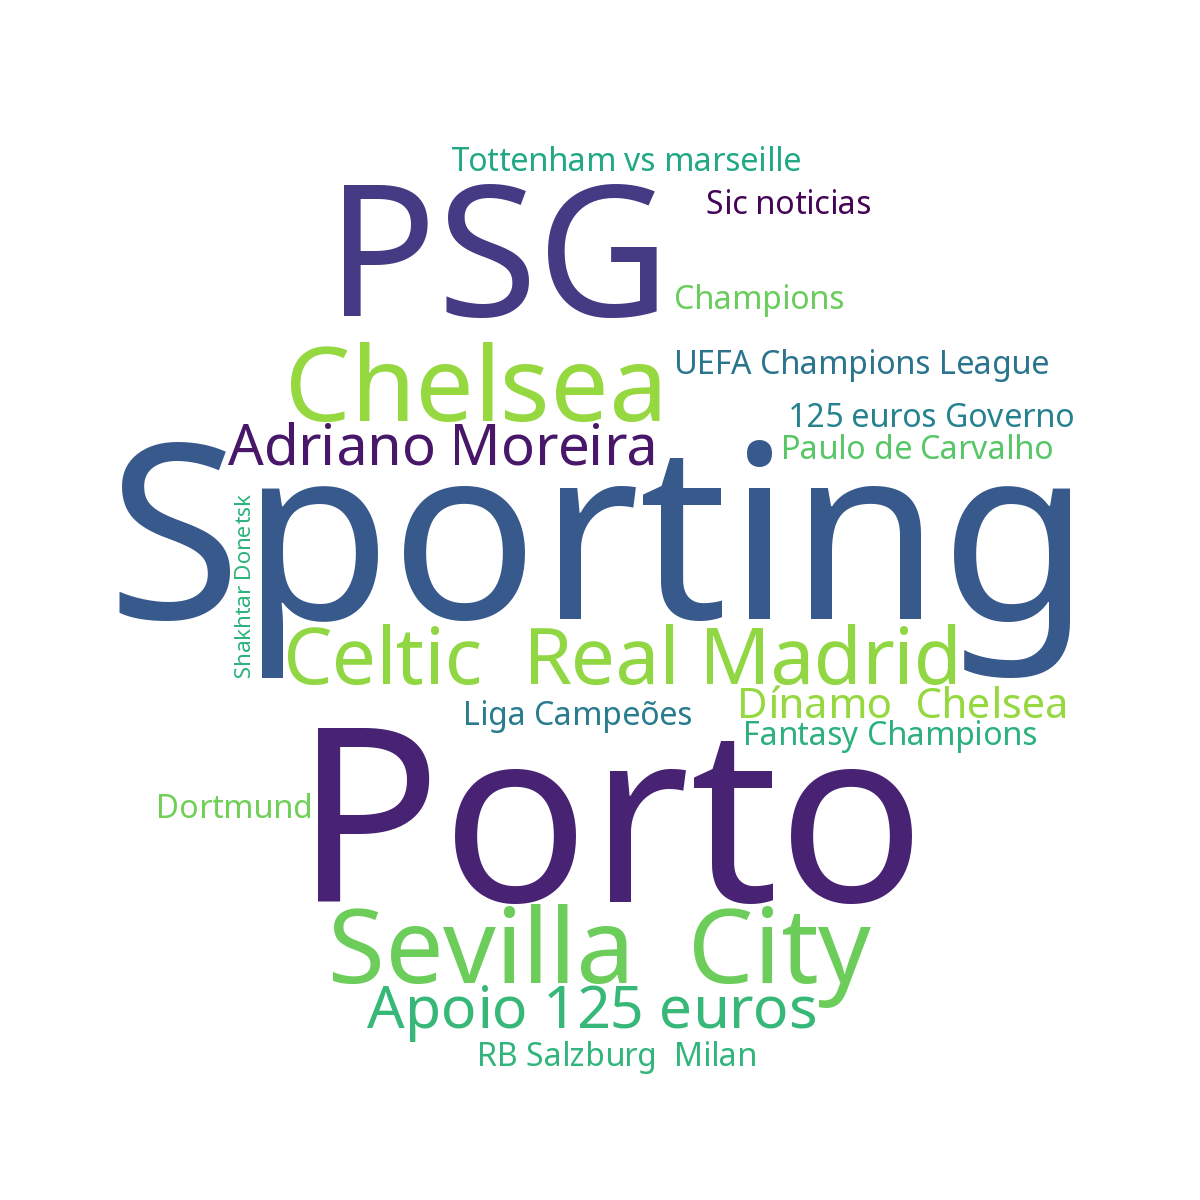 Tottenham vs marseille
PSG
Sic noticias
Champions
Chelsea
UEFA Champions League
125 euros Governo
Adriano Moreira
Paulo de Carvalho
Sporting
Shakhtar Donetsk
Celtic  Real Madrid
Dínamo  Chelsea
Liga Campeões
Fantasy Champions
Porto
Dortmund
Sevilla  City
Apoio 125 euros
RB Salzburg  Milan